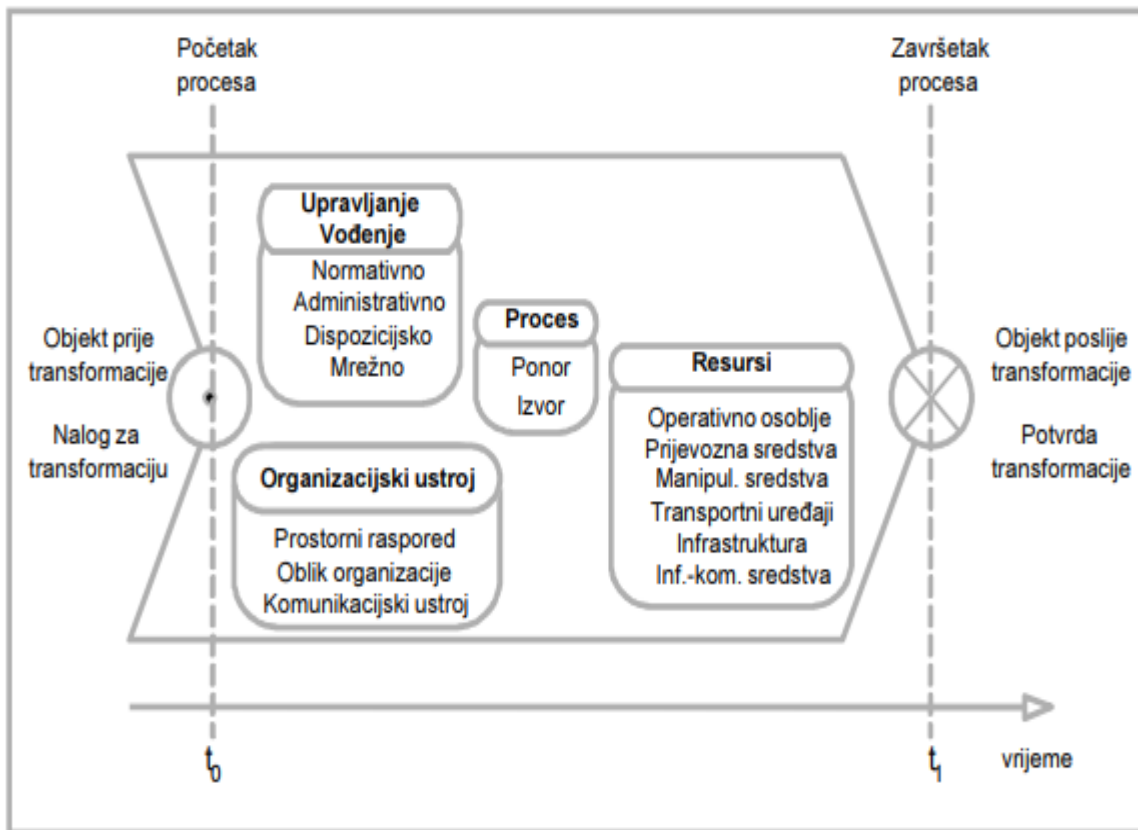 Početak
procesa
Završetak
procesa
Upravljanje
Vođenje
Normativno
Administrativno
Dispozicijsko
Mrežno
Proces
Ponor
Izvor
Resursi
Operativno osoblje
Prijevozna sredstva
Manipul. sredstva
Transportni uređaji
Infrastruktura
Inf.-kom. sredstva
Objekt prije
transformacije
Nalog za
transformaciju
Organizacijski ustroj
Prostorni raspored
Oblik organizacije
Komunikacijski ustroj
Objekt poslije
transformacije
Potvrda
transformacije
t0
t1
vrijeme